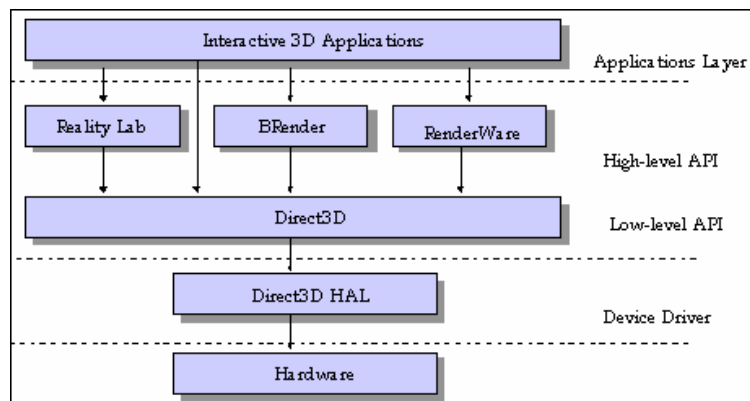 Interactive 3D Applications
Applications Layer
Reality Lab
BRender
RenderWare
High-level API
Direct3D
Low-level API
Direct3D HAL
Device Driver
Hardware